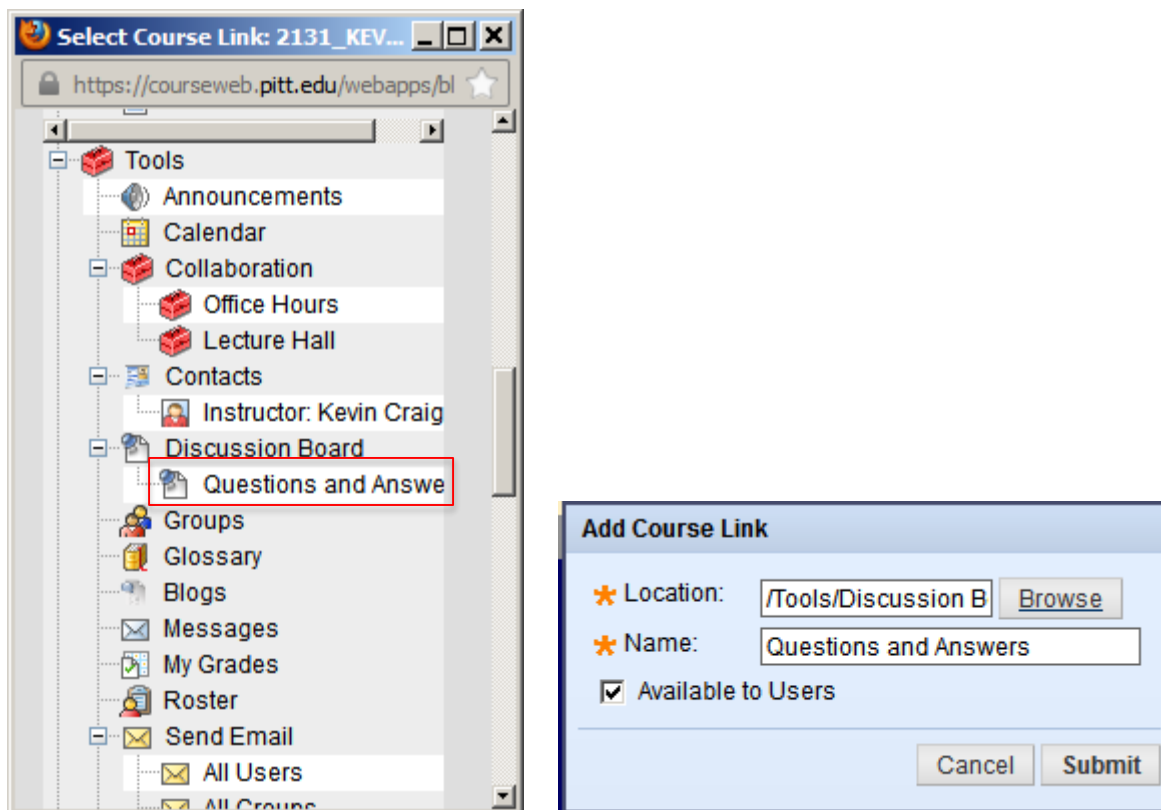 Select Course Link: 2131_KEV...
https://courseweb.pitt.edu/webapps/bl
Tools
Announcements
Calendar
Collaboration
Office Hours
Lecture Hall
Contacts
Instructor: Kevin Craig
Discussion Board
Questions and Answe
Groups
Glossary
Blogs
Messages
My Grades
Roster
Send Email
All Users
All Groups
Add Course Link
Location: /Tools/Discussion B Browse
Name: Questions and Answers
Available to Users
Cancel Submit